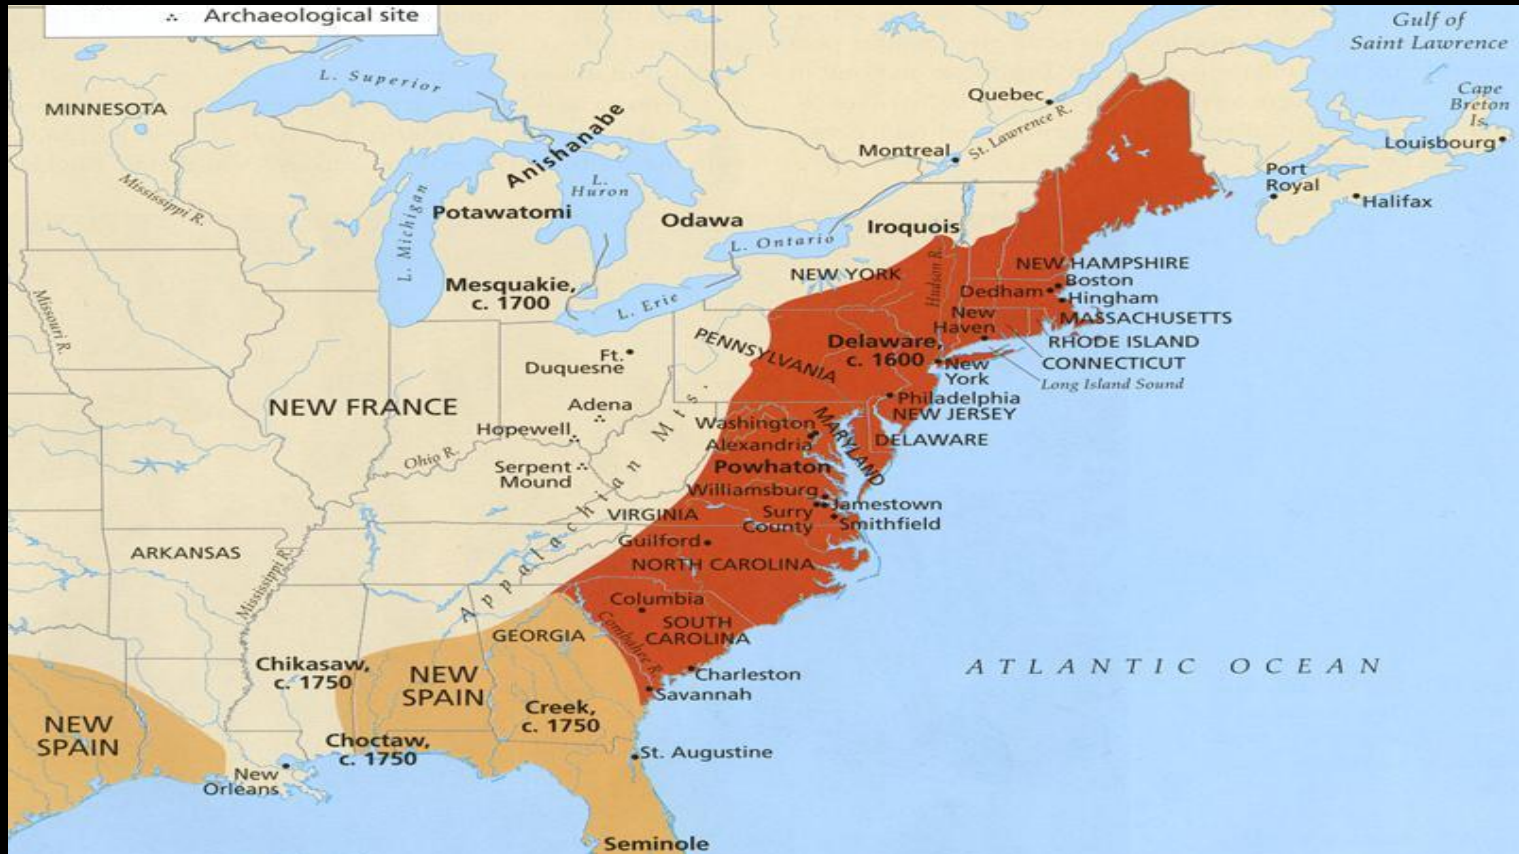 Archaeological site
Gulf of
Saint Lawrence
L. Superior
MINNESOTA
Quebec
Cape
Breton
Is.
Anishanabe
St. Lawrence R.
Montreal
Louisbourg
Mississippi R.
L.
Huron
Port
Royal
Halifax
L. Michigan
Potawatomi
Odawa
Iroquois
L. Ontario
NEW YORK
Hudson R.
NEW HAMPSHIRE
Boston
Dedham
Hingham
Mesquakie,
c. 1700
L. Erie
Missouri R.
New
Haven
MASSACHUSETTS
RHODE ISLAND
CONNECTICUT
Long Island Sound
PENNSYLVANIA
Delaware,
c. 1600
New
York
Ft.
Duquesne
Philadelphia
NEW JERSEY
NEW FRANCE
Adena
Hopewell
Washington
Alexandria
MARYLAND
DELAWARE
Ohio R.
Serpent
Mound
Appalachian Mts.
Powhaton
Williamsburg
Jamestown
Surry
County
Smithfield
VIRGINIA
ARKANSAS
Mississippi R.
Guilford
NORTH CAROLINA
Columbia
SOUTH
CAROLINA
Combahee R.
GEORGIA
Chikasaw,
c. 1750
NEW
SPAIN
Charleston
Savannah
ATLANTIC OCEAN
NEW
SPAIN
Creek,
c. 1750
Choctaw,
c. 1750
St. Augustine
New
Orleans
Seminole